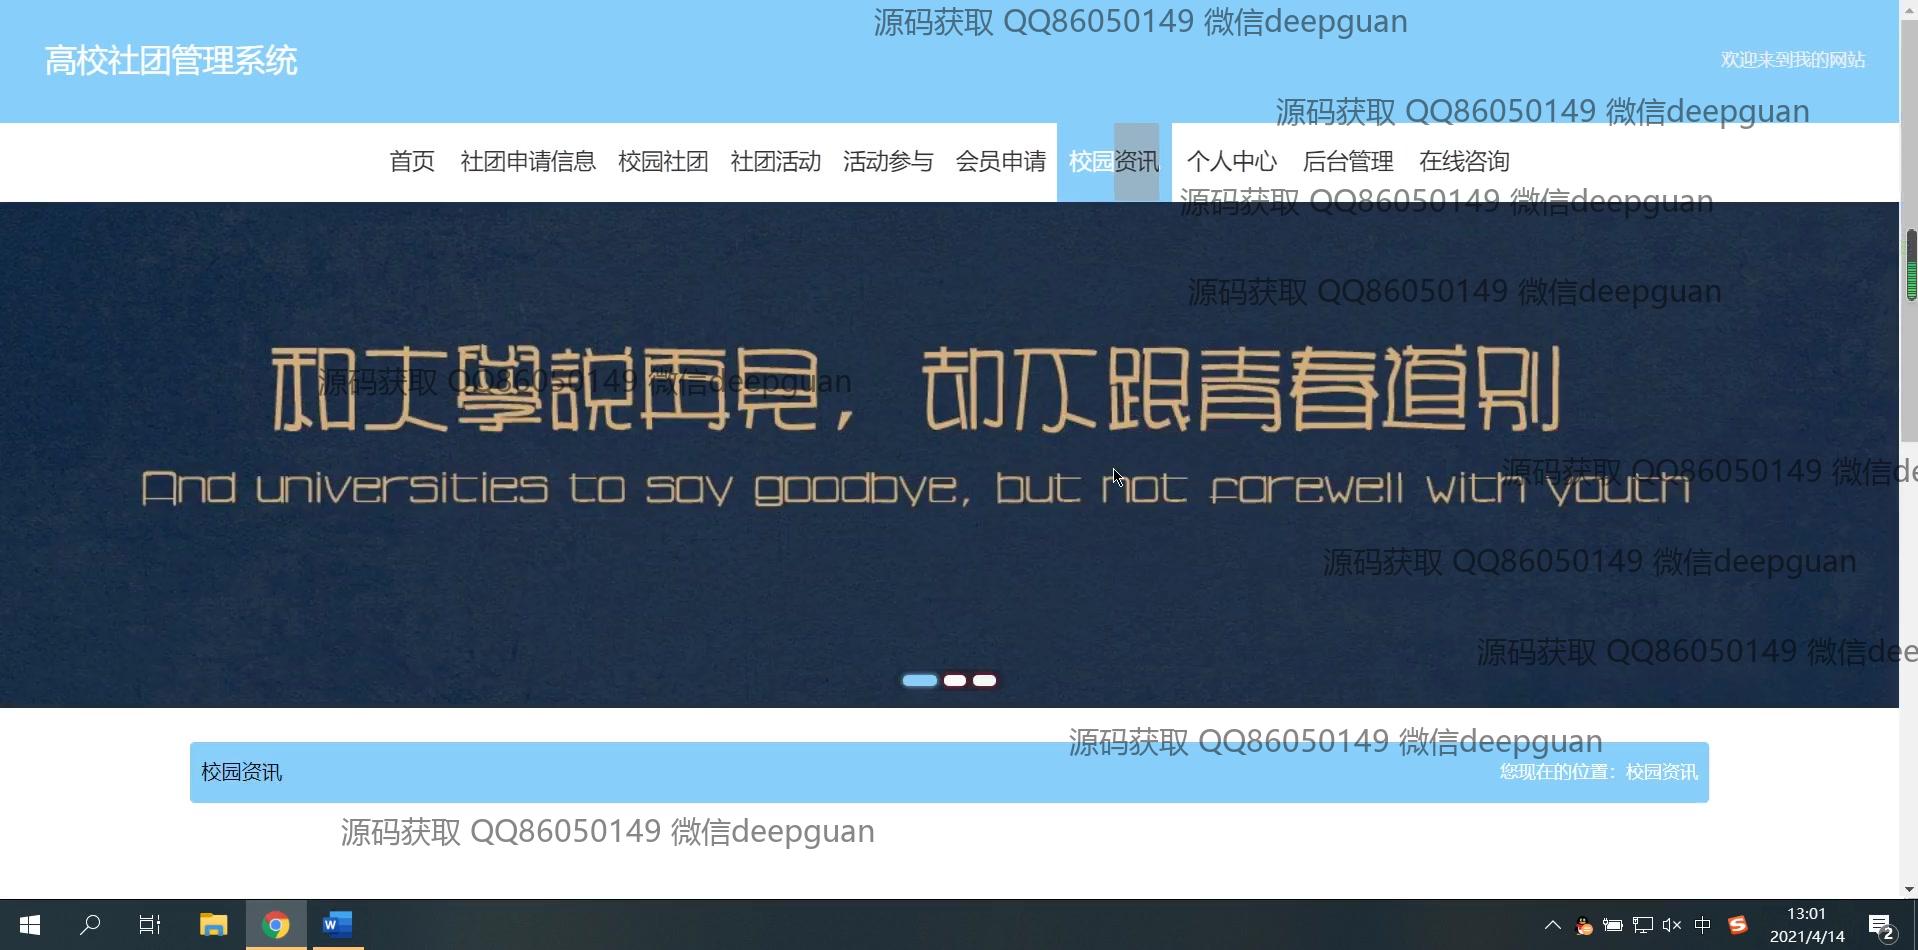 源码获取 QQ86050149 微信deepguan
高校社团管理系统
欢迎来到我的网站
源码获取 QQ86050149 微信deepguan
首页 社团申请信息 校园社团 社团活动 活动参与 会员申请 校园资讯 个人中心 后台管理 在线咨询
源码获取 QQ86050149 微信deepguan
源码获取 QQ86050149 微信deepguan
和大學説再見，却不跟青春道别
源码获取 QQ86050149 微信deepguan
And universities to say goodbye, but not farewell with youth
源码获取 QQ86050149 微信de
源码获取 QQ86050149 微信deepguan
源码获取 QQ86050149 微信dee
源码获取 QQ86050149 微信deepguan
校园资讯
您现在的位置：校园资讯
源码获取 QQ86050149 微信deepguan
中
13:01
2021/4/14
2